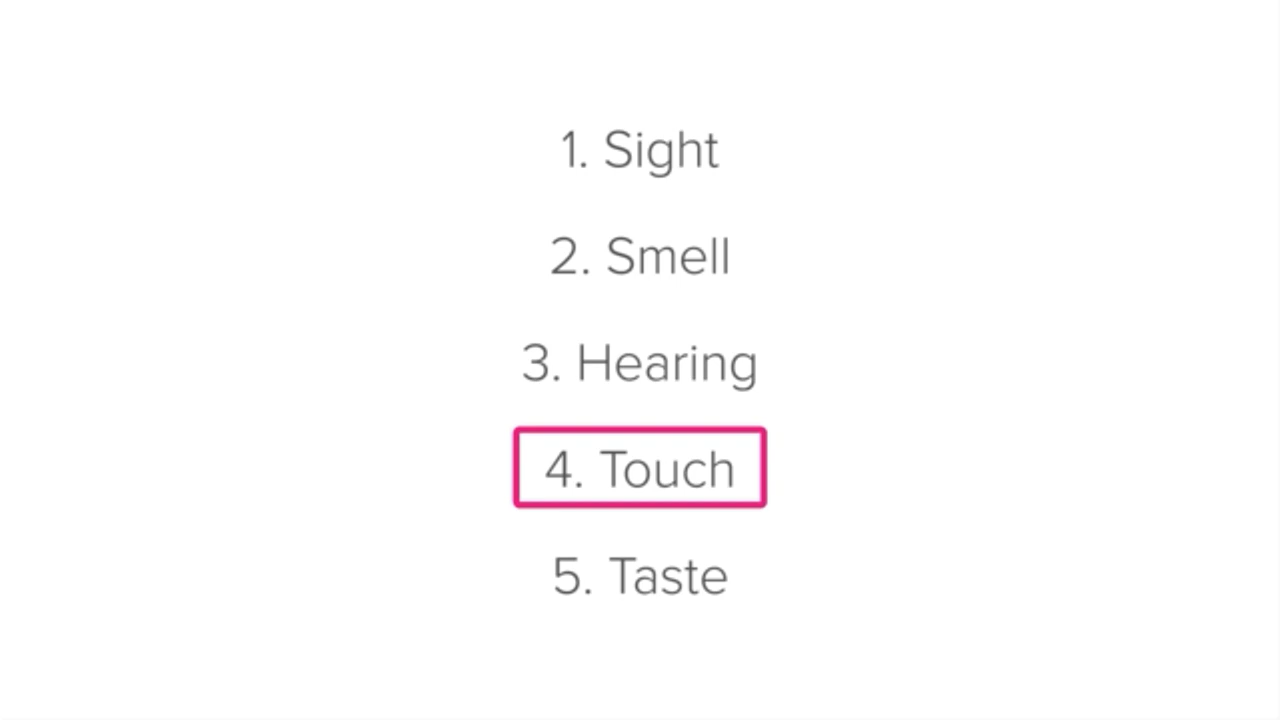 1. Sight
2. Smell
3. Hearing
4. Touch
5. Taste